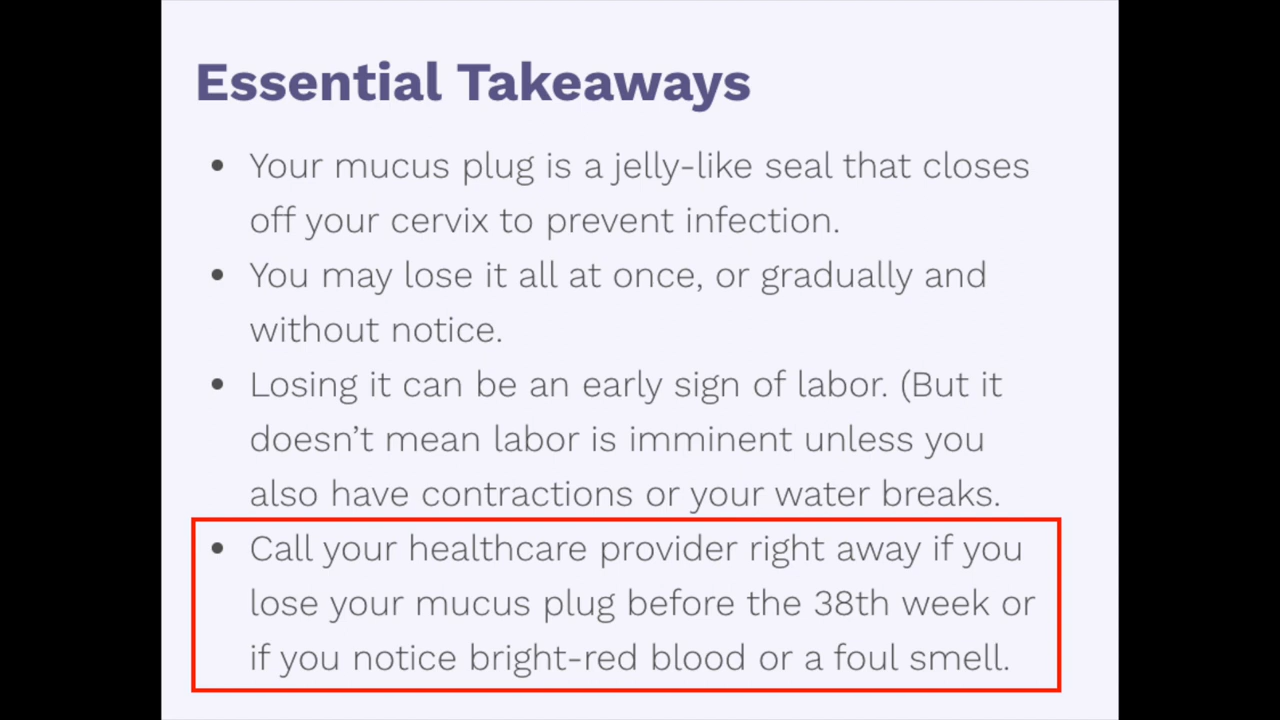 Essential Takeaways
• Your mucus plug is a jelly-like seal that closes
off your cervix to prevent infection.
• You may lose it all at once, or gradually and
without notice.
• Losing it can be an early sign of labor. (But it
doesn’t mean labor is imminent unless you
also have contractions or your water breaks.
• Call your healthcare provider right away if you
lose your mucus plug before the 38th week or
if you notice bright-red blood or a foul smell.